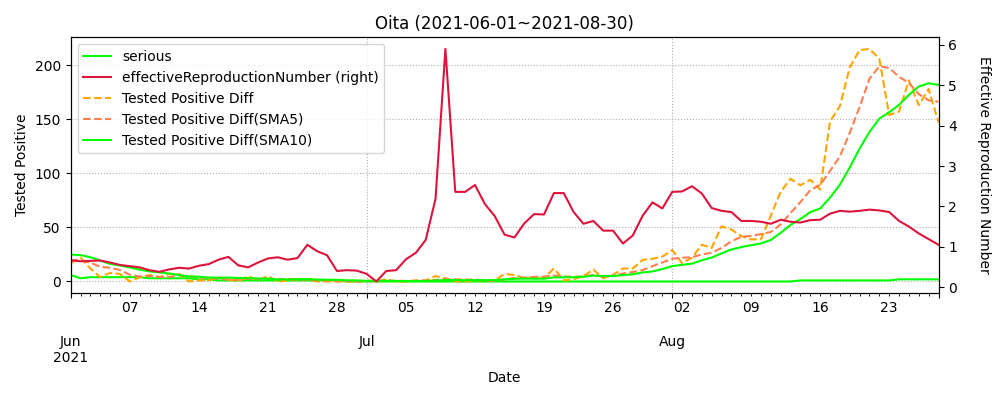 Oita (2021-06-01~2021-08-30)
serious
effectiveReproductionNumber (right)
Tested Positive Diff
Tested Positive Diff(SMA5)
Tested Positive Diff(SMA10)
Tested Positive
200
150
100
50
0
Effective Reproduction Number
6
5
4
3
2
1
0
07 14 21 28 05 12 19 26 02 09 16 23
Jun Jul Aug
2021
Date